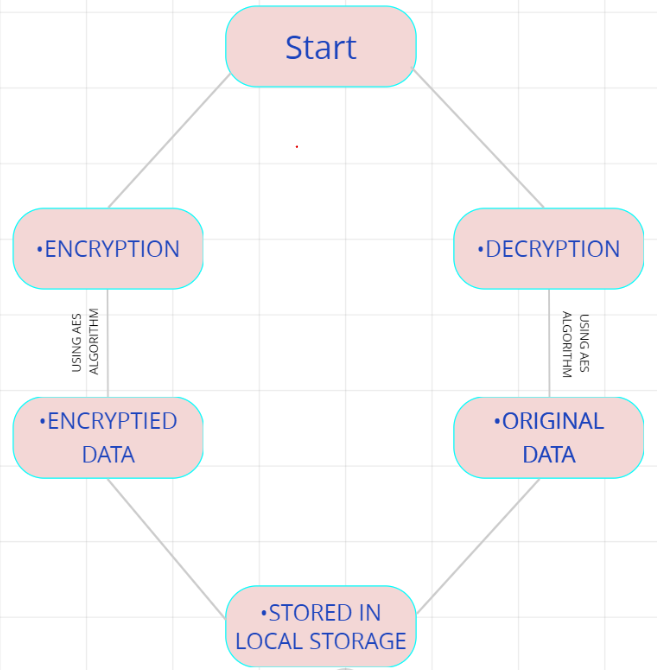 Start
•ENCRYPTION
•DECRYPTION
USING AES
ALGORITHM
USING AES
ALGORITHM
•ENCRYPTIED
DATA
•ORIGINAL
DATA
•STORED IN
LOCAL STORAGE